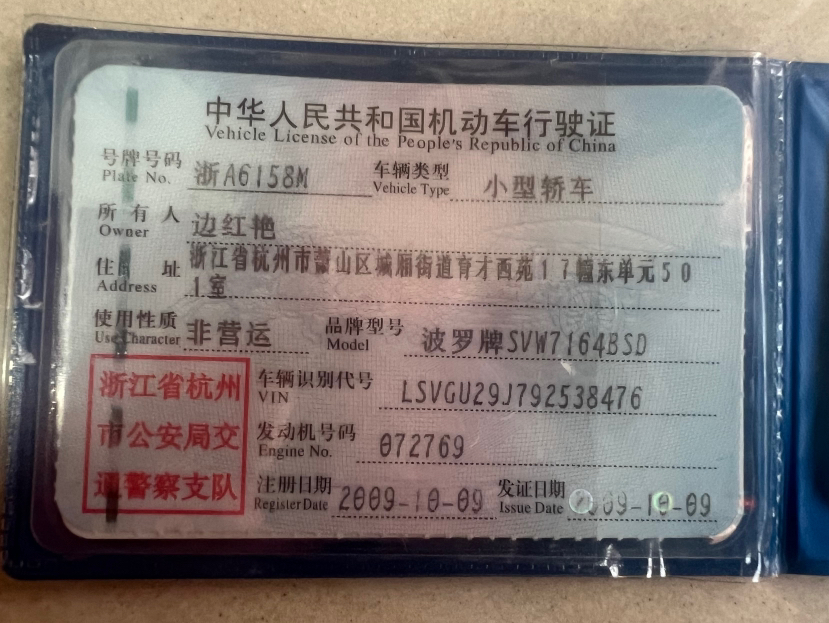 中华人民共和国机动车行驶证
Vehicle License of the People's Republic of China
号牌号码 浙A6158M 车辆类型 小型轿车
Plate No. Vehicle Type
所有人 边红艳
Owner
住址 浙江省杭州市萧山区城厢街道育才西苑17幢东单元50
Address 1室
使用性质 非营运 品牌型号 波罗牌SVW7164BSD
Use Character Model
浙江省杭州 车辆识别代号 LSVGU29J792538476
VIN
市公安局交 发动机号码 072769
Engine No.
通警察支队 注册日期 2009-10-09 发证日期 2009-10-09
Register Date Issue Date